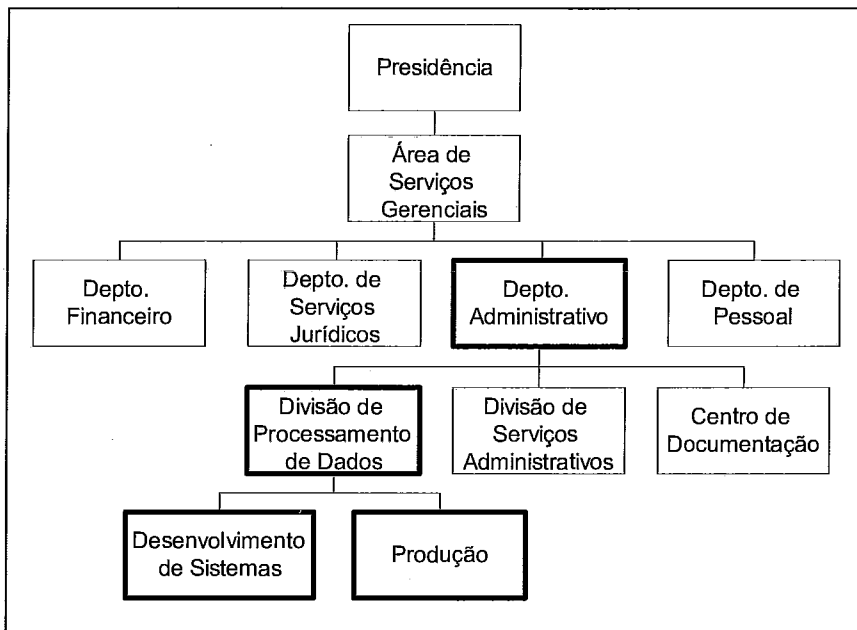 Presidência
Área de
Serviços
Gerenciais
Depto.
Financeiro
Depto. de
Serviços
Jurídicos
Depto.
Administrativo
Depto. de
Pessoal
Divisão de
Processamento
de Dados
Divisão de
Serviços
Administrativos
Centro de
Documentação
Desenvolvimento
de Sistemas
Produção